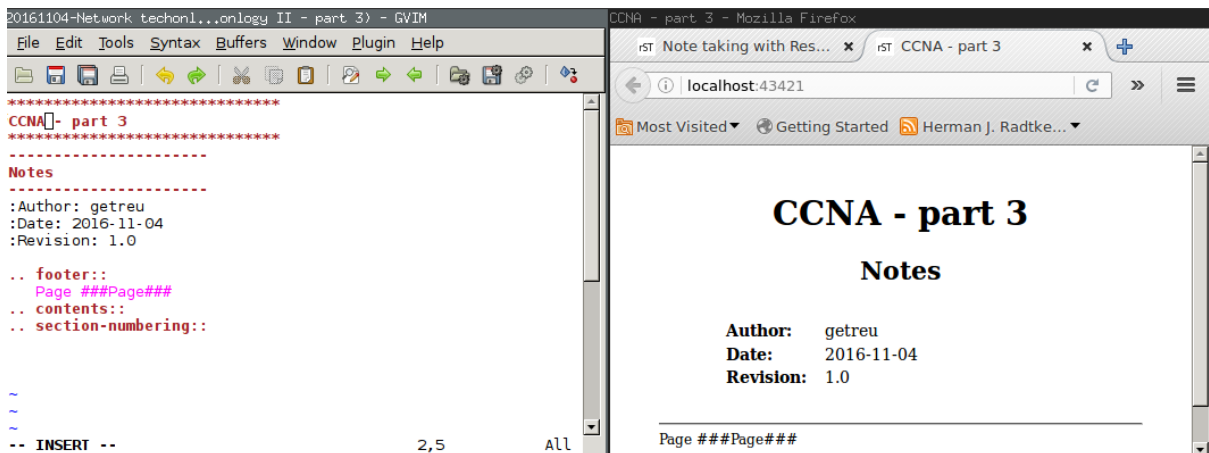 20161104-Network techonl...onlogy II - part 3) - GVIM
File Edit Tools Syntax Buffers Window Plugin Help
*******************************
CCNA - part 3
*******************************
----------------------
Notes
----------------------
:Author: getreu
:Date: 2016-11-04
:Revision: 1.0
.. footer::
   Page ###Page###
.. contents::
.. section-numbering::
~
~
~
-- INSERT -- 2,5 All
CCNA - part 3 - Mozilla Firefox
rST Note taking with Res... × rST CCNA - part 3 ×
localhost:43421 »
Most Visited Getting Started Herman J. Radtke...
CCNA - part 3
Notes
Author: getreu
Date: 2016-11-04
Revision: 1.0
Page ###Page###